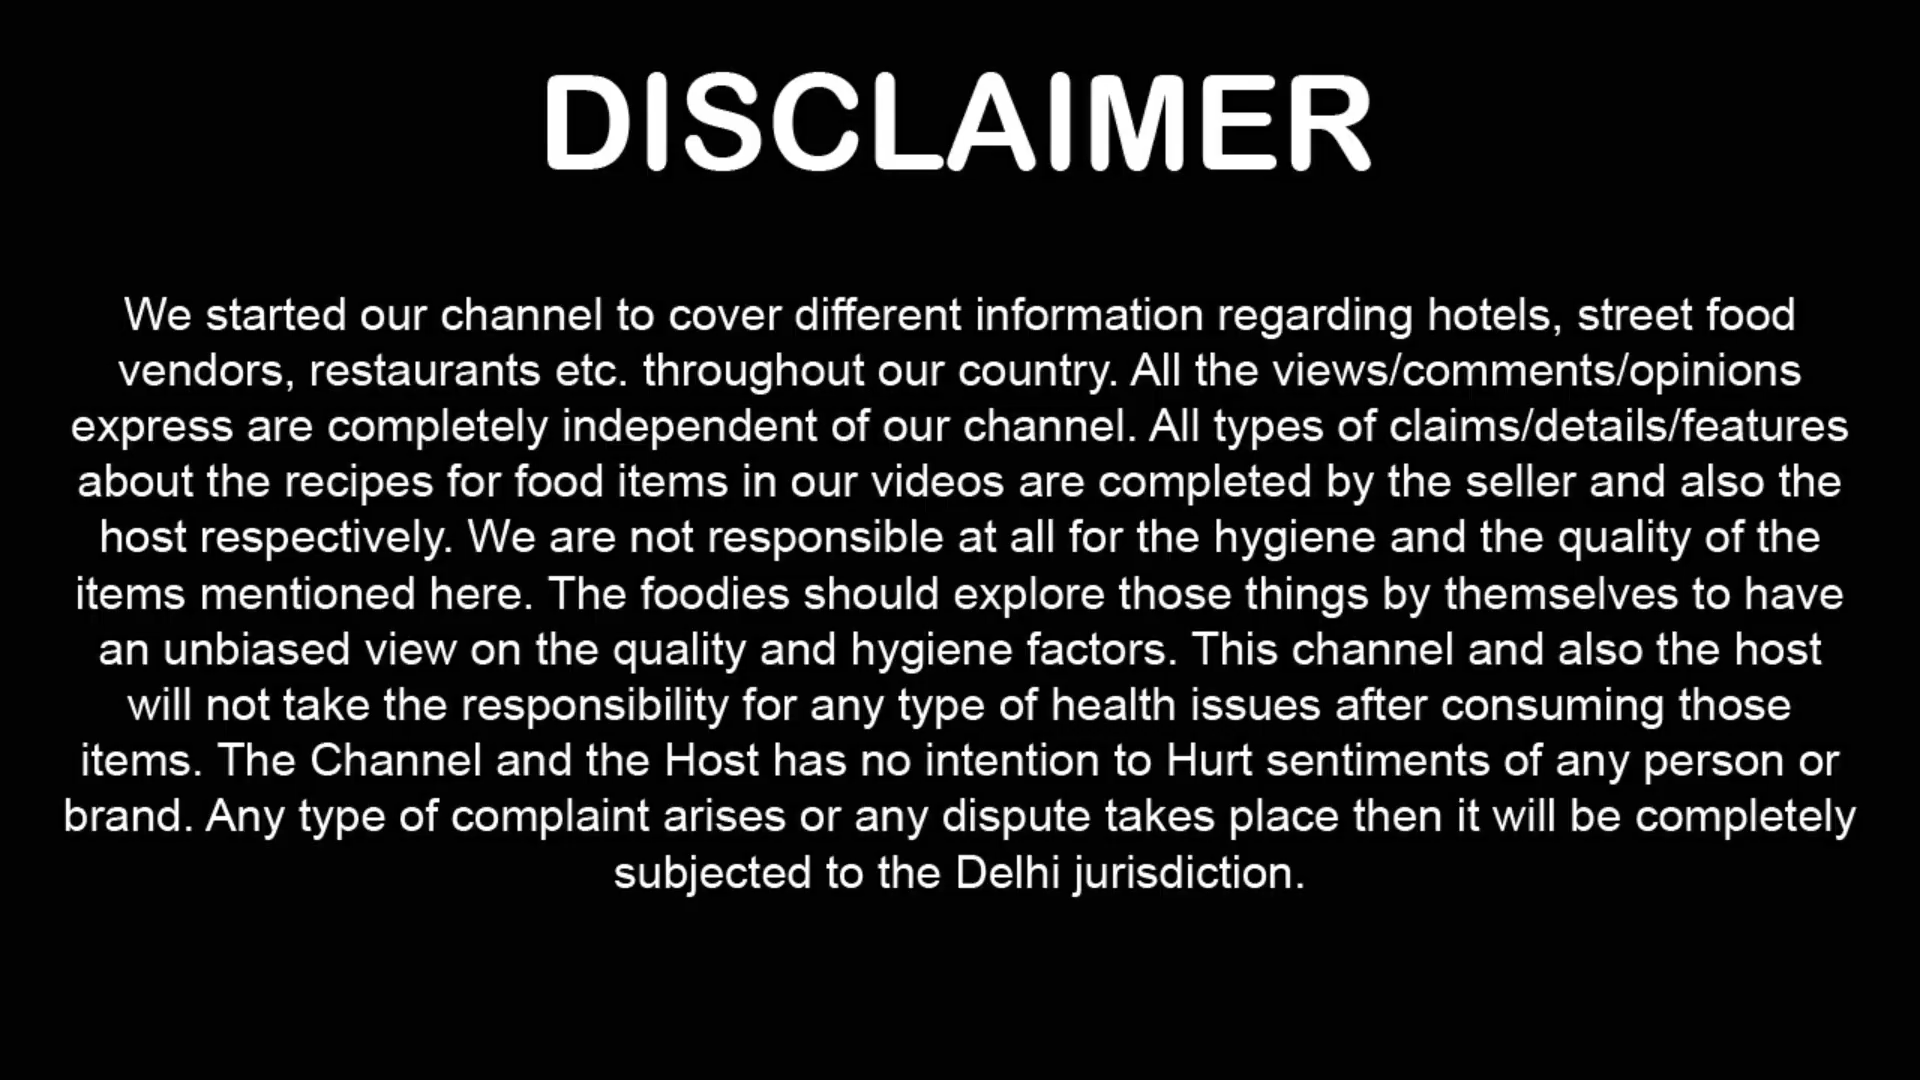 DISCLAIMER
We started our channel to cover different information regarding hotels, street food
vendors, restaurants etc. throughout our country. All the views/comments/opinions
express are completely independent of our channel. All types of claims/details/features
about the recipes for food items in our videos are completed by the seller and also the
host respectively. We are not responsible at all for the hygiene and the quality of the
items mentioned here. The foodies should explore those things by themselves to have
an unbiased view on the quality and hygiene factors. This channel and also the host
will not take the responsibility for any type of health issues after consuming those
items. The Channel and the Host has no intention to Hurt sentiments of any person or
brand. Any type of complaint arises or any dispute takes place then it will be completely
subjected to the Delhi jurisdiction.